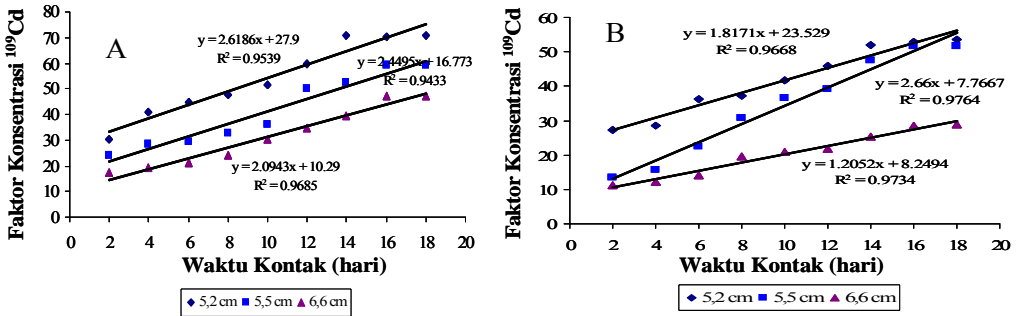 A
Faktor Konsentrasi ¹⁰⁹Cd
80
70
60
50
40
30
20
10
0
y = 2.6186x + 27.9
R² = 0.9539
y = 2.4495x + 16.773
R² = 0.9433
y = 2.0943x + 10.29
R² = 0.9685
0 2 4 6 8 10 12 14 16 18 20
Waktu Kontak (hari)
5,2 cm 5,5 cm 6,6 cm
B
Faktor Konsentrasi ¹⁰⁹Cd
60
50
40
30
20
10
0
y = 1.8171x + 23.529
R² = 0.9668
y = 2.66x + 7.7667
R² = 0.9764
y = 1.2052x + 8.2494
R² = 0.9734
0 2 4 6 8 10 12 14 16 18 20
Waktu Kontak (hari)
5,2 cm 5,5 cm 6,6 cm